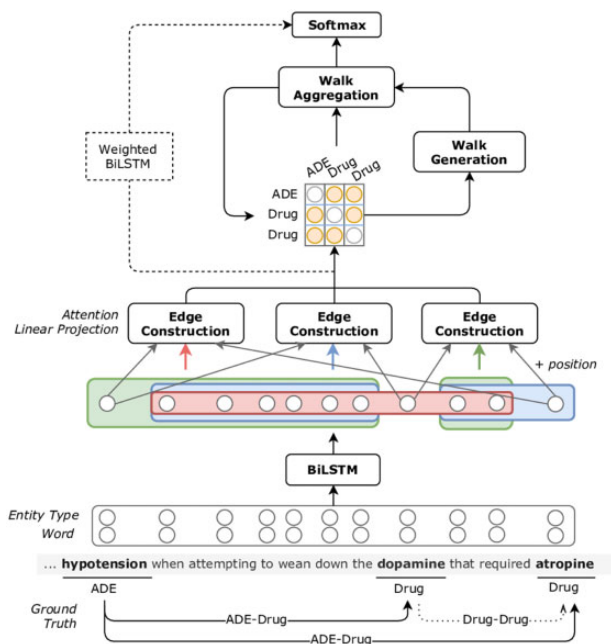 Softmax
Walk
Aggregation
Weighted
BiLSTM
Walk
Generation
ADE
Drug
Drug
ADE
Drug
Drug
Attention
Linear Projection
Edge
Construction
Edge
Construction
Edge
Construction
+ position
BiLSTM
Entity Type
Word
... hypotension when attempting to wean down the dopamine that required atropine
ADE
Drug
Drug
Ground
Truth
ADE-Drug
Drug-Drug
ADE-Drug